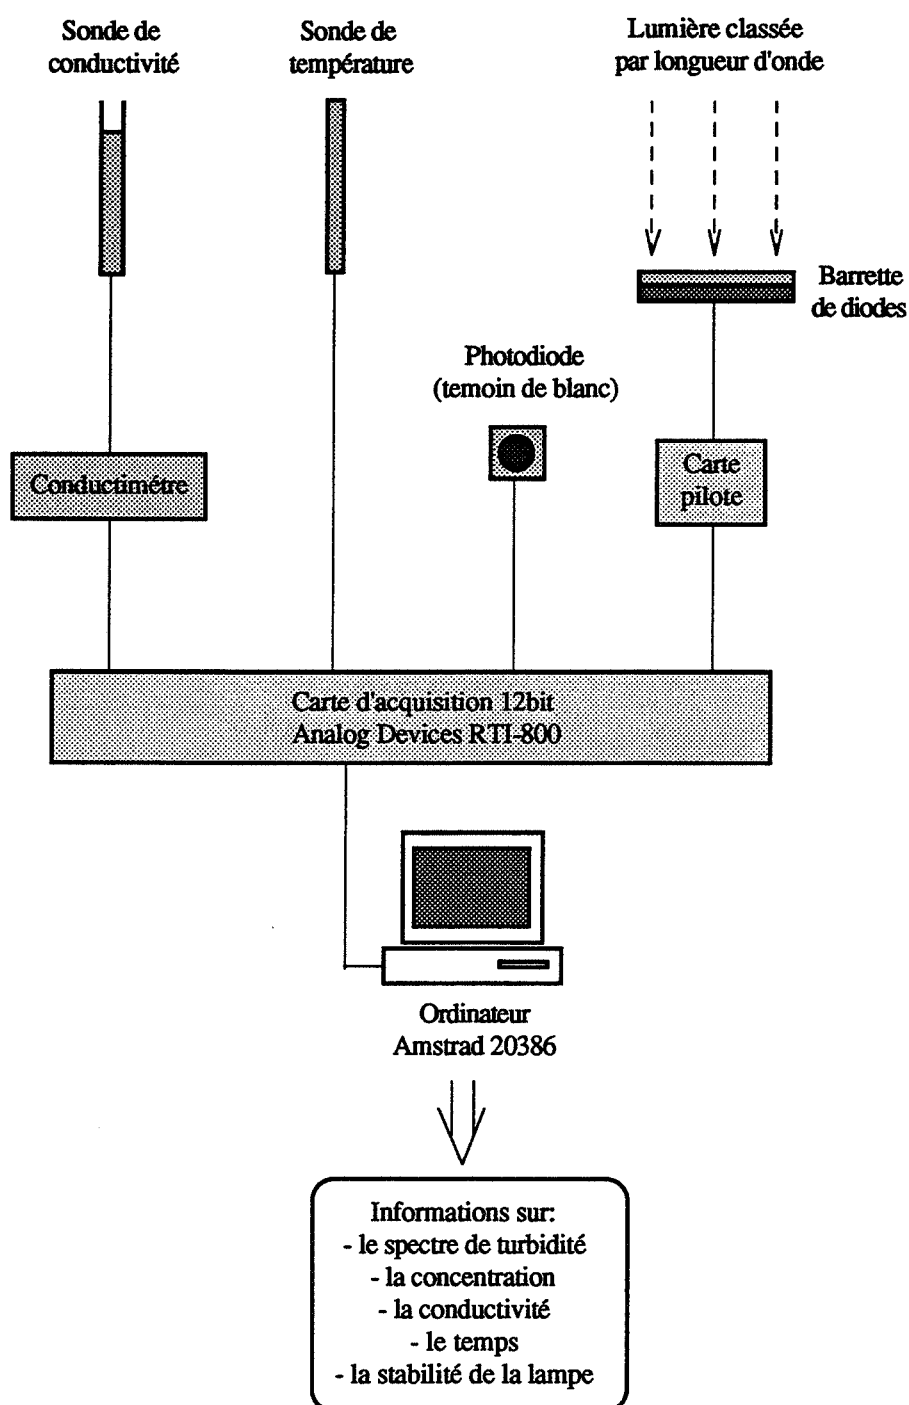 Sonde de
conductivité
Sonde de
température
Lumière classée
par longueur d'onde
Barrette
de diodes
Photodiode
(temoin de blanc)
Conductimétre
Carte
pilote
Carte d'acquisition 12bit
Analog Devices RTI-800
Ordinateur
Amstrad 20386
Informations sur:
- le spectre de turbidité
- la concentration
- la conductivité
- le temps
- la stabilité de la lampe